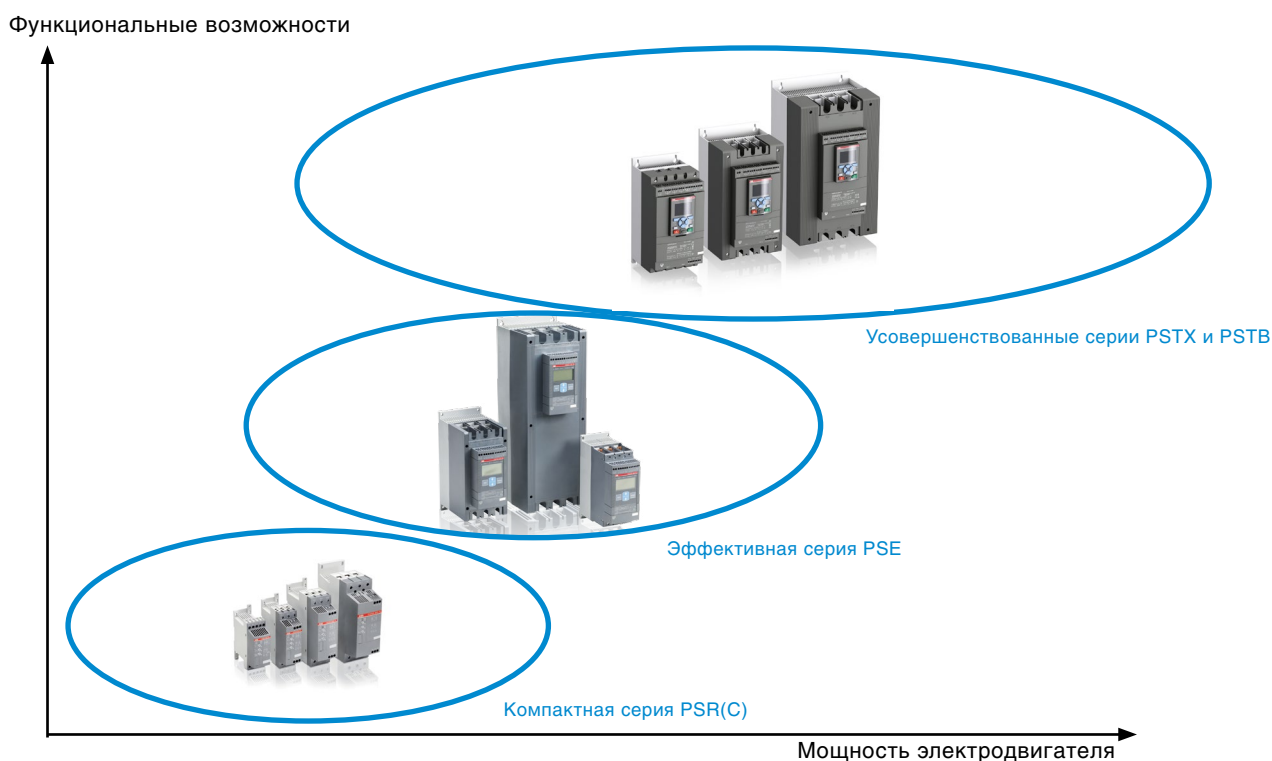 Функциональные возможности
Усовершенствованные серии PSTX и PSTB
Эффективная серия PSE
Компактная серия PSR(C)
Мощность электродвигателя